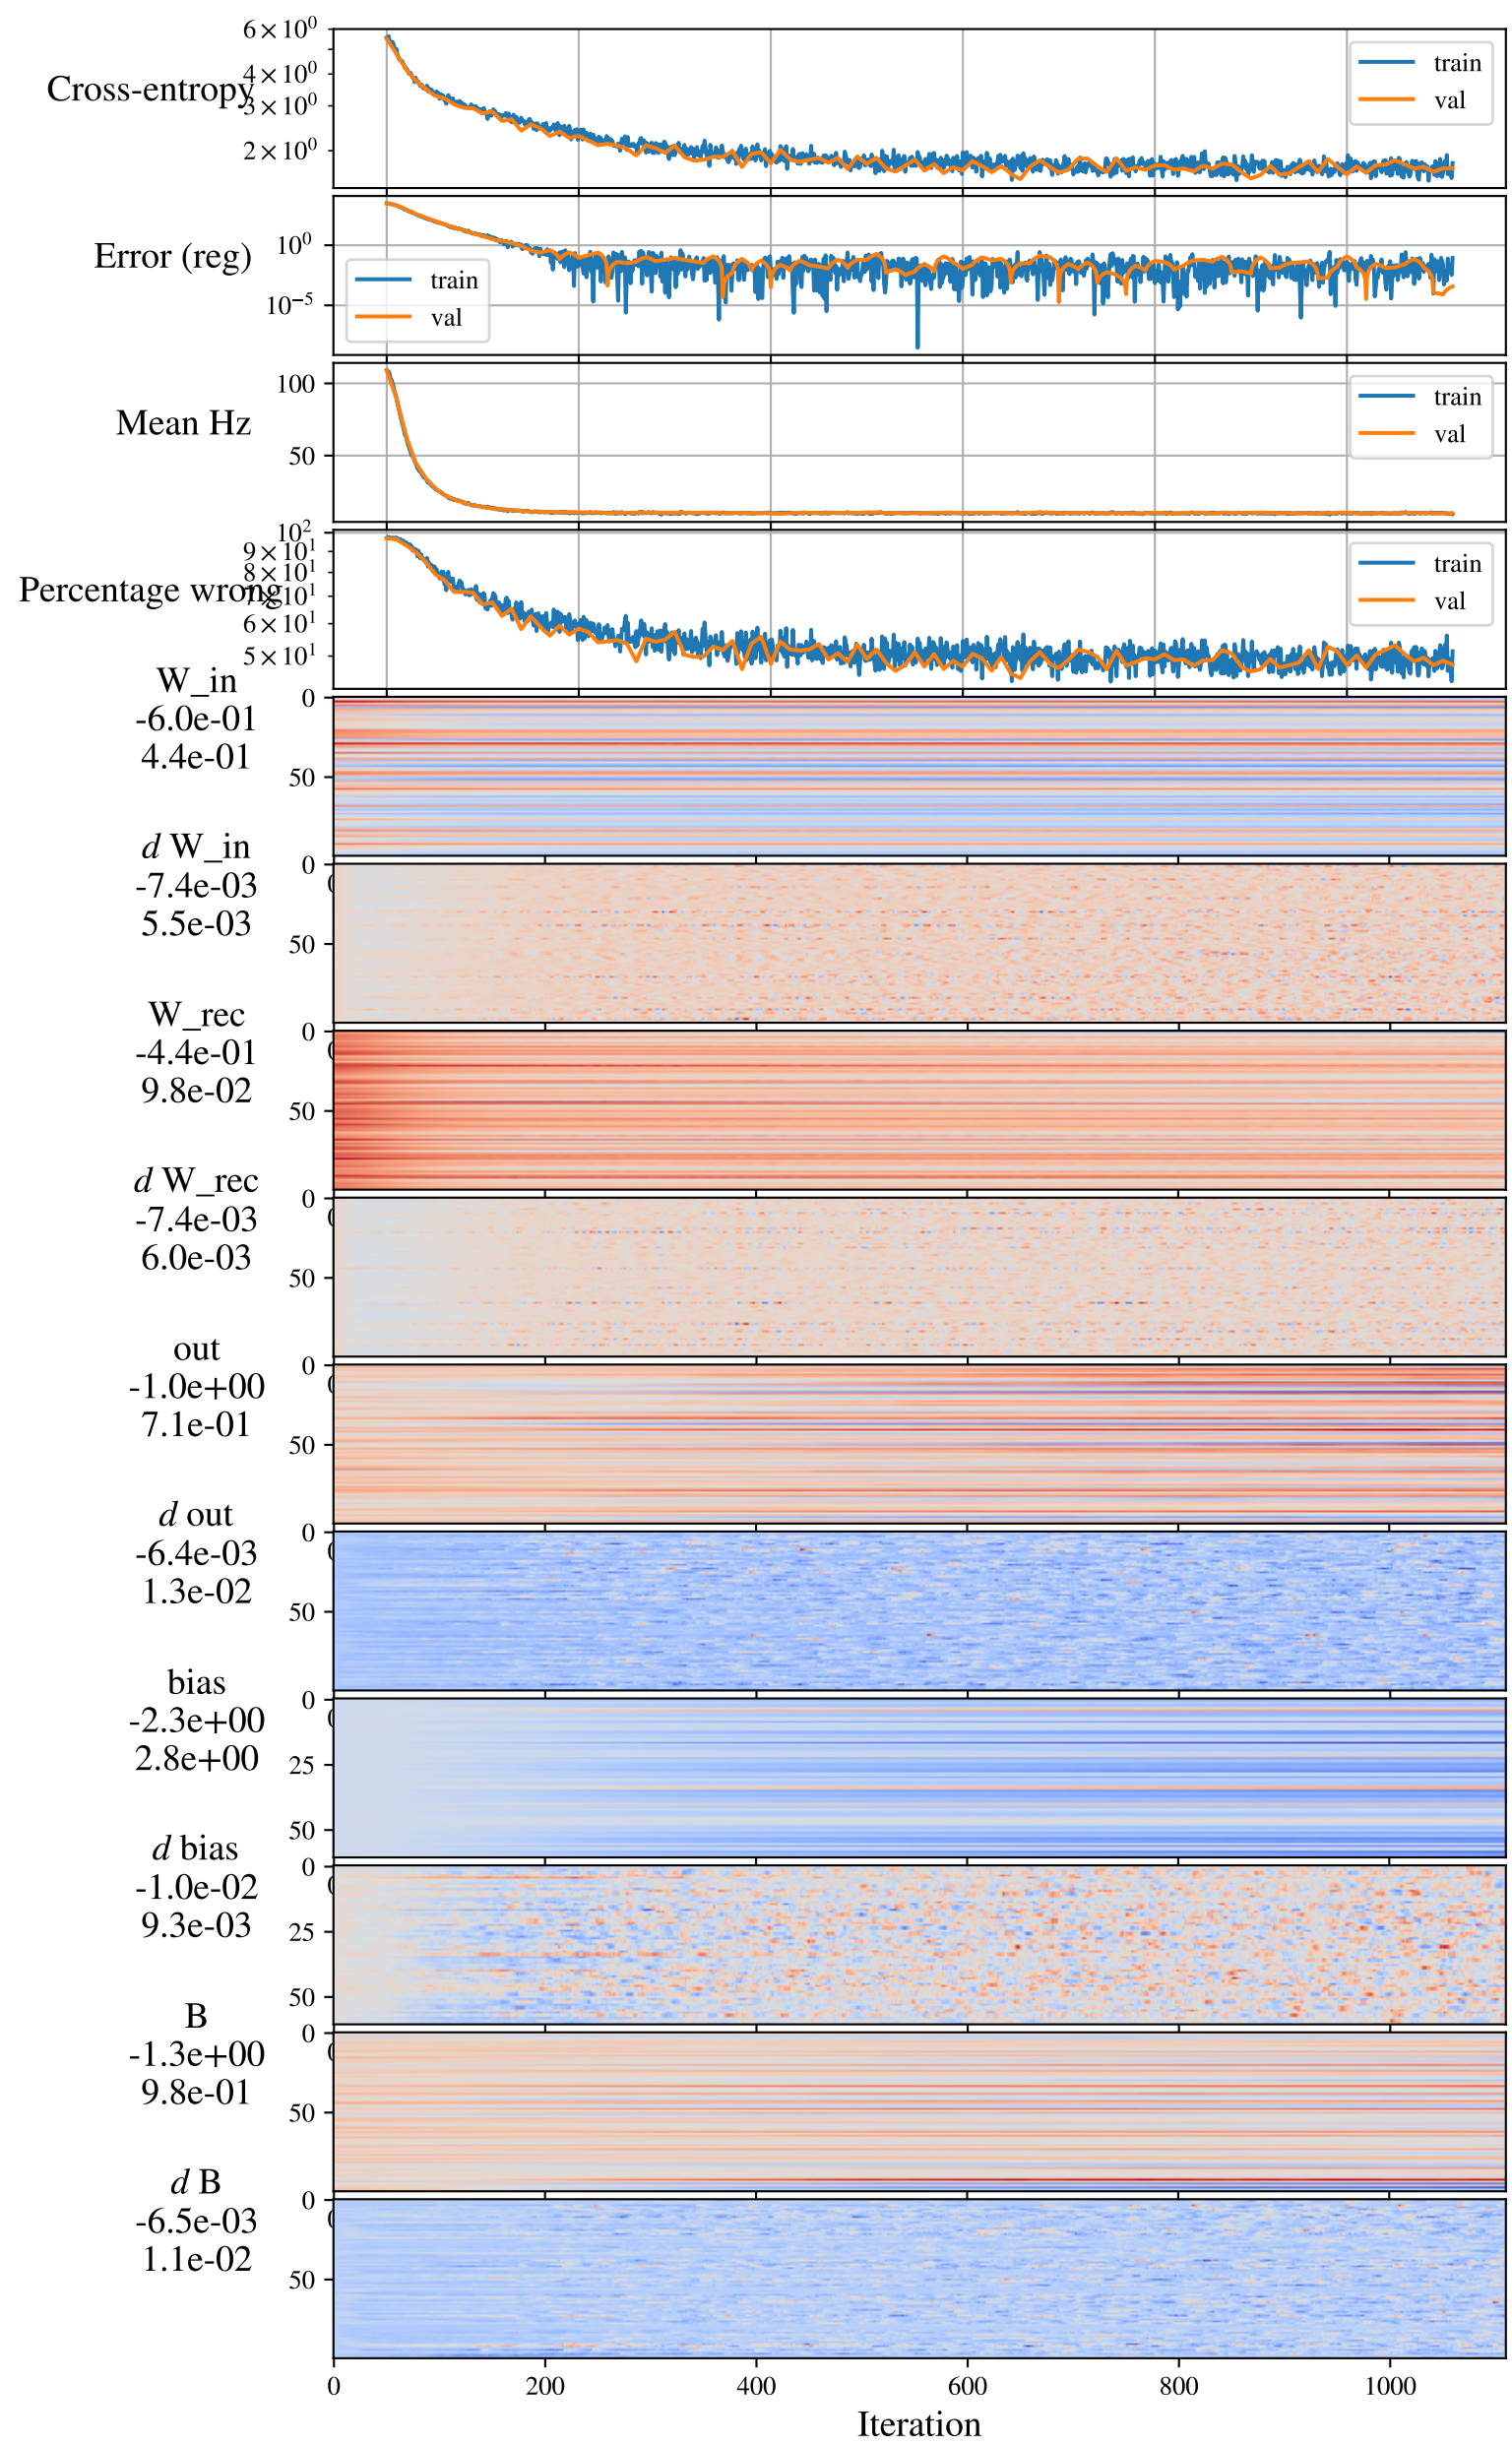 6×10⁰
4×10⁰
3×10⁰
2×10⁰
Cross-entropy
train
val
10⁰
10⁻⁵
Error (reg)
train
val
100
50
Mean Hz
train
val
10²
9×10¹
8×10¹
7×10¹
6×10¹
5×10¹
Percentage wrong
train
val
W_in
-6.0e-01
4.4e-01
0
50
d W_in
-7.4e-03
5.5e-03
0
50
W_rec
-4.4e-01
9.8e-02
0
50
d W_rec
-7.4e-03
6.0e-03
0
50
out
-1.0e+00
7.1e-01
0
50
d out
-6.4e-03
1.3e-02
0
50
bias
-2.3e+00
2.8e+00
0
25
50
d bias
-1.0e-02
9.3e-03
0
25
50
B
-1.3e+00
9.8e-01
0
50
d B
-6.5e-03
1.1e-02
0
50
0 200 400 600 800 1000
Iteration